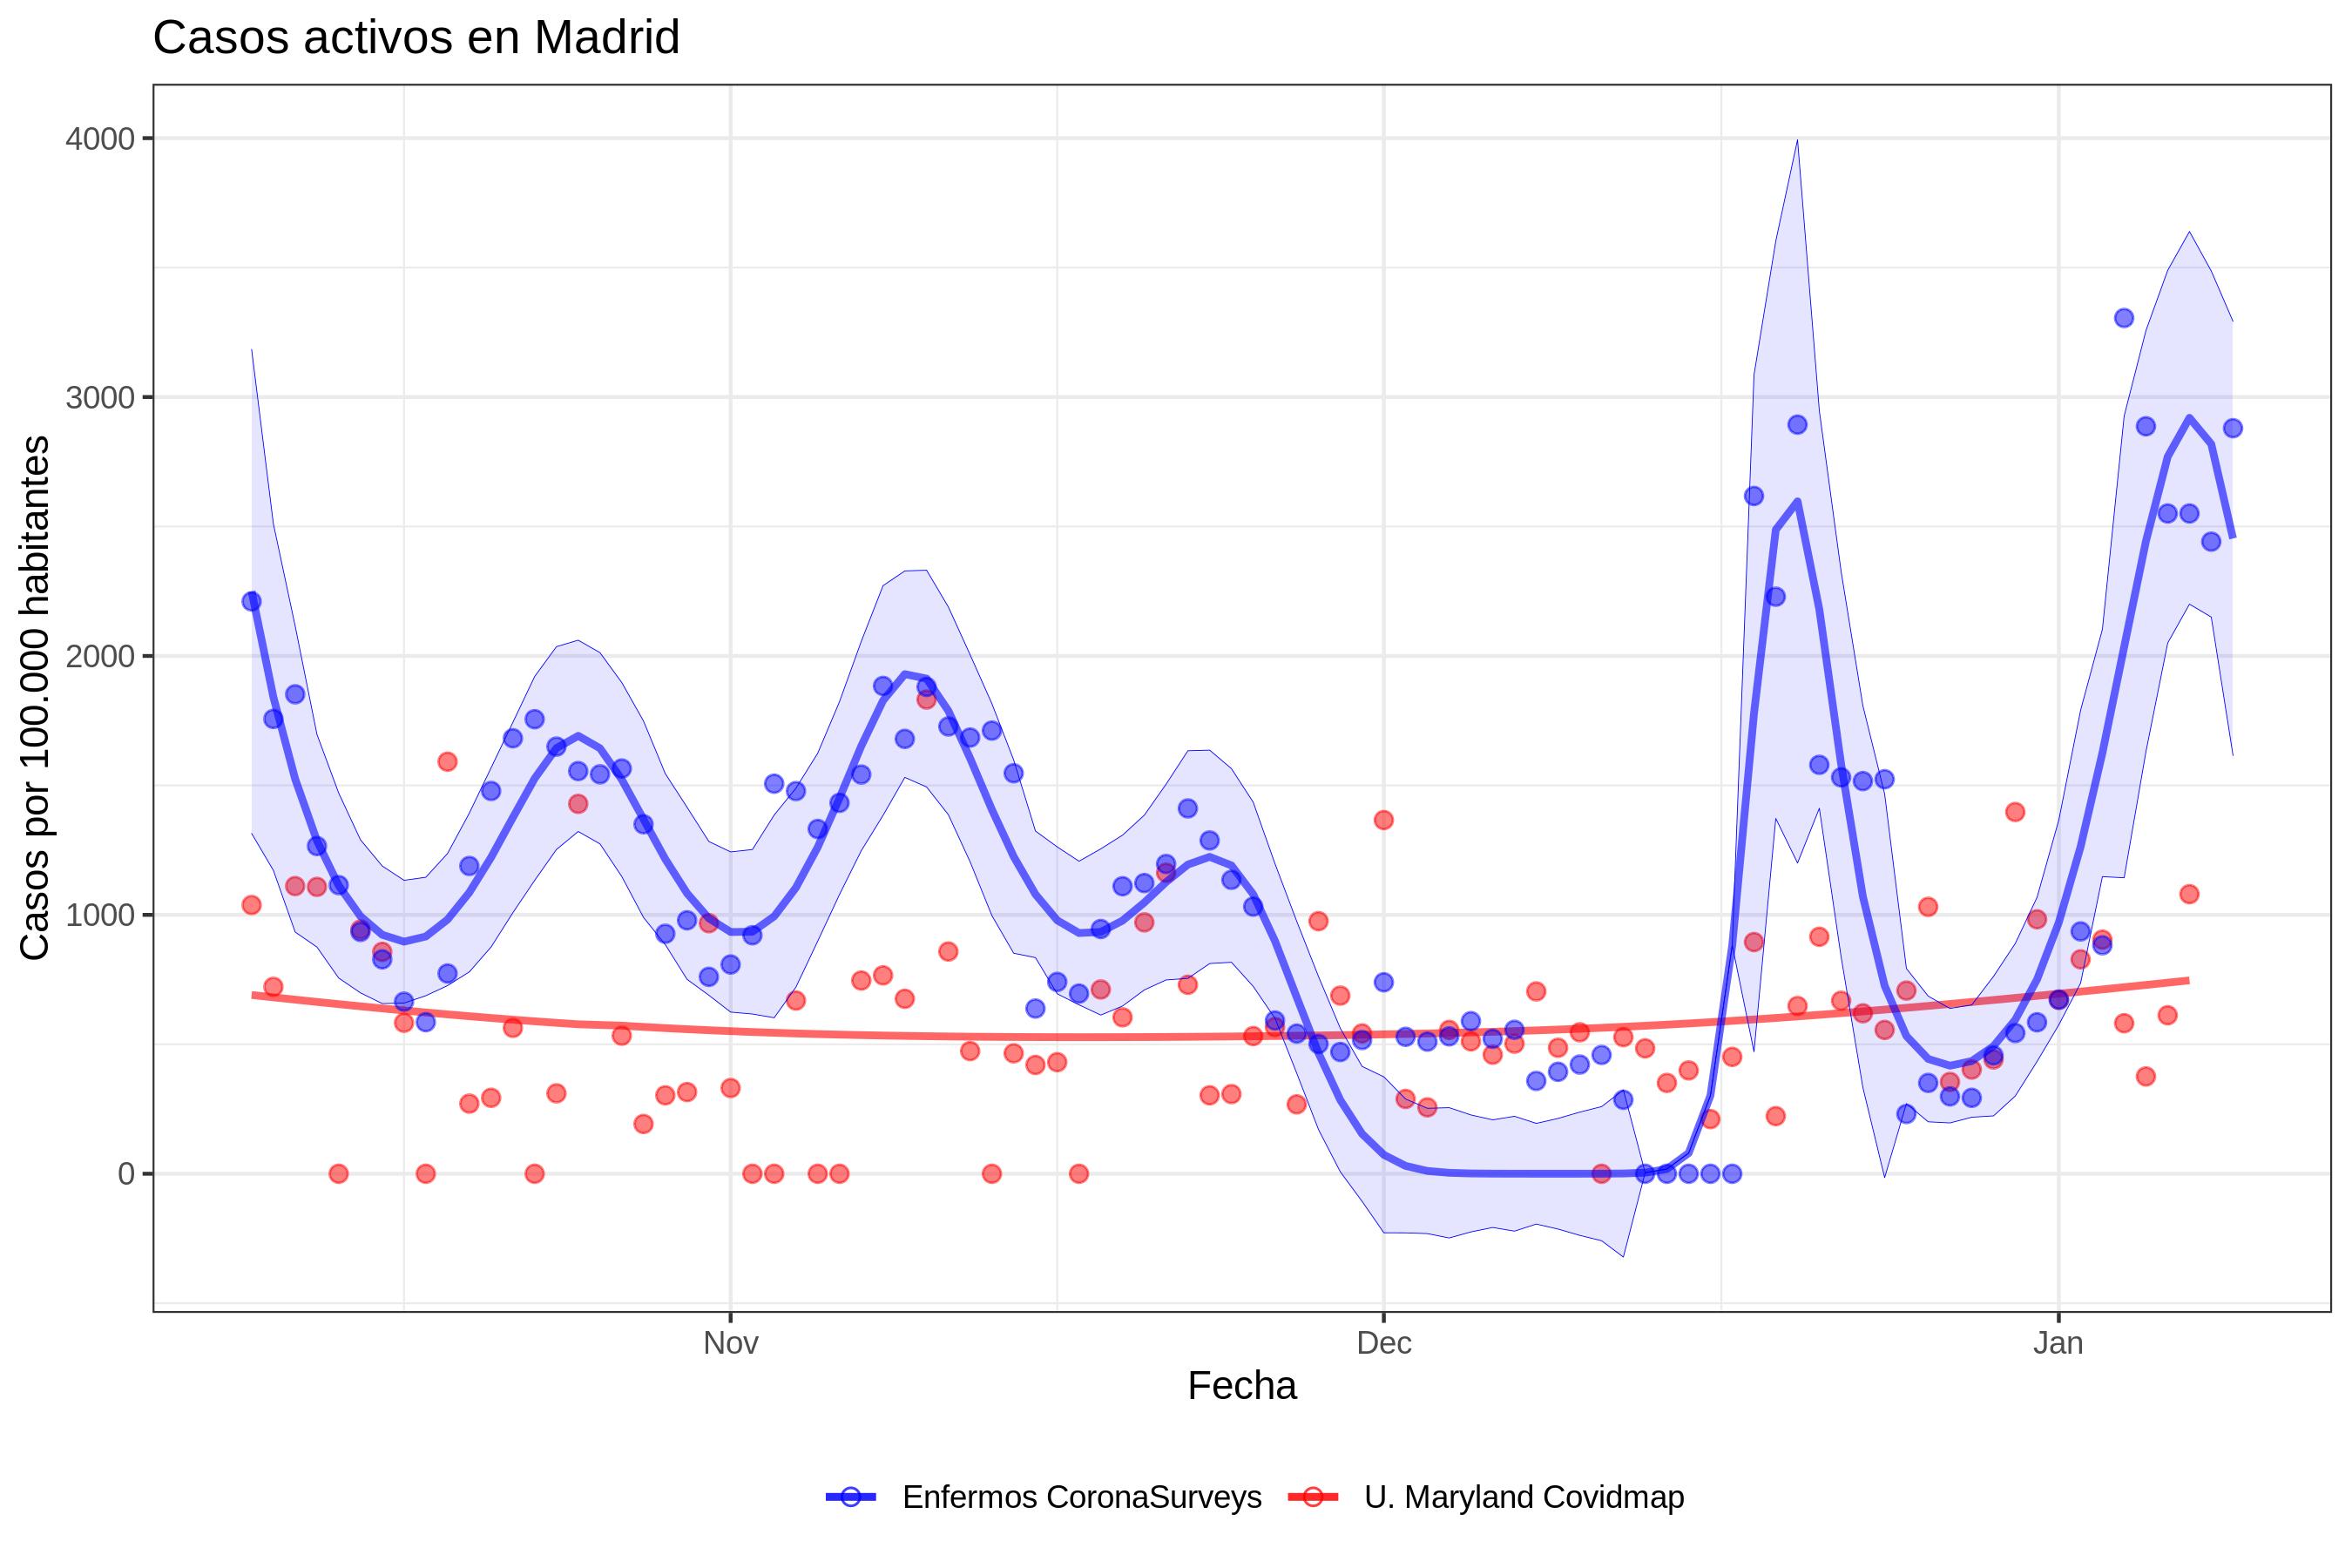 Casos activos en Madrid
Casos por 100.000 habitantes
4000
3000
2000
1000
0
Nov
Dec
Jan
Fecha
Enfermos CoronaSurveys
U. Maryland Covidmap